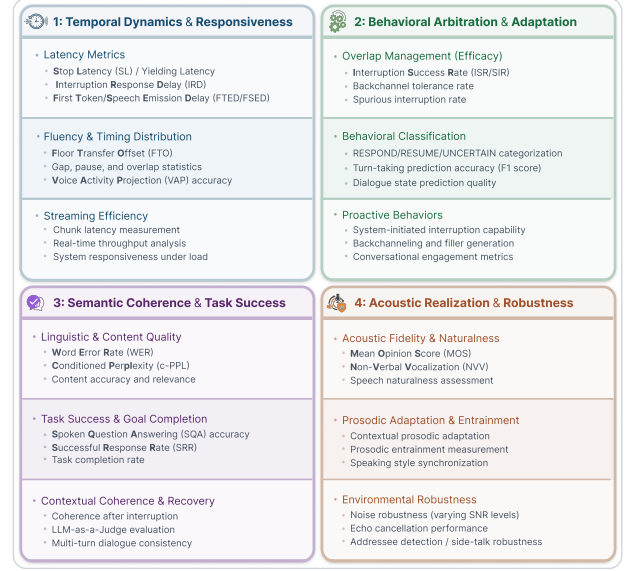 1: Temporal Dynamics & Responsiveness
• Latency Metrics
• Stop Latency (SL) / Yielding Latency
• Interruption Response Delay (IRD)
• First Token/Speech Emission Delay (FTED/FSED)
• Fluency & Timing Distribution
• Floor Transfer Offset (FTO)
• Gap, pause, and overlap statistics
• Voice Activity Projection (VAP) accuracy
• Streaming Efficiency
• Chunk latency measurement
• Real-time throughput analysis
• System responsiveness under load
2: Behavioral Arbitration & Adaptation
• Overlap Management (Efficacy)
• Interruption Success Rate (ISR/SIR)
• Backchannel tolerance rate
• Spurious interruption rate
• Behavioral Classification
• RESPOND/RESUME/UNCERTAIN categorization
• Turn-taking prediction accuracy (F1 score)
• Dialogue state prediction quality
• Proactive Behaviors
• System-initiated interruption capability
• Backchanneling and filler generation
• Conversational engagement metrics
3: Semantic Coherence & Task Success
• Linguistic & Content Quality
• Word Error Rate (WER)
• Conditioned Perplexity (c-PPL)
• Content accuracy and relevance
• Task Success & Goal Completion
• Spoken Question Answering (SQA) accuracy
• Successful Response Rate (SRR)
• Task completion rate
• Contextual Coherence & Recovery
• Coherence after interruption
• LLM-as-a-Judge evaluation
• Multi-turn dialogue consistency
4: Acoustic Realization & Robustness
• Acoustic Fidelity & Naturalness
• Mean Opinion Score (MOS)
• Non-Verbal Vocalization (NVV)
• Speech naturalness assessment
• Prosodic Adaptation & Entrainment
• Contextual prosodic adaptation
• Prosodic entrainment measurement
• Speaking style synchronization
• Environmental Robustness
• Noise robustness (varying SNR levels)
• Echo cancellation performance
• Addressee detection / side-talk robustness